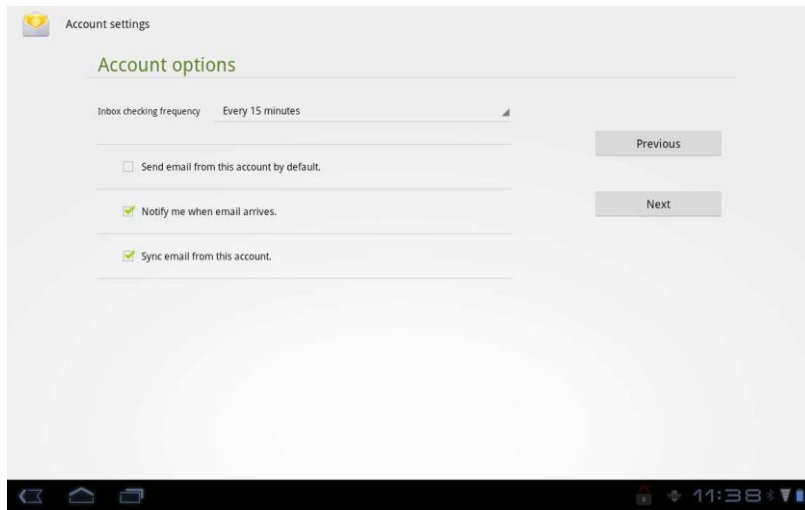 Account settings
Account options
Inbox checking frequency Every 15 minutes
Previous
Send email from this account by default.
Notify me when email arrives.
Next
Sync email from this account.
11:38